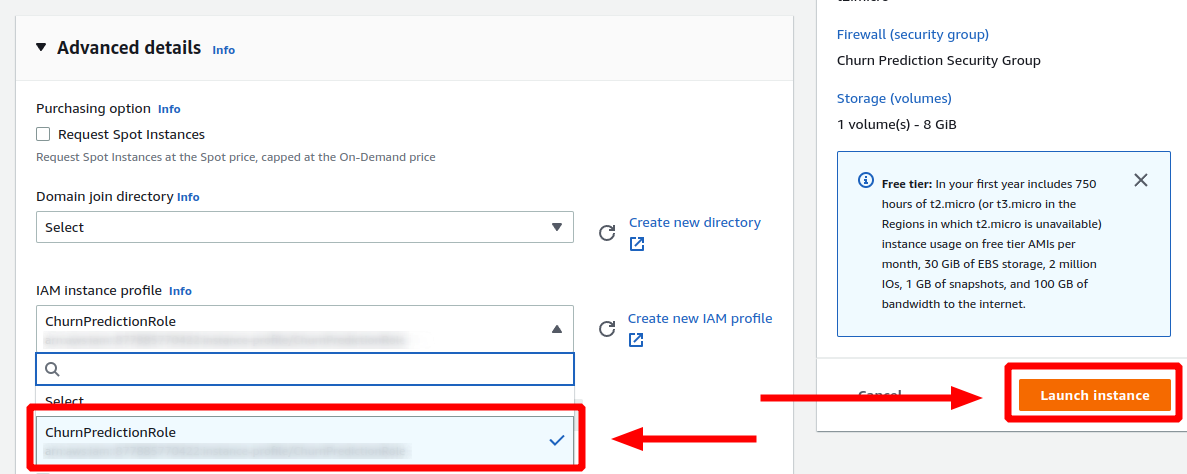 Advanced details Info
Purchasing option Info
Request Spot Instances
Request Spot Instances at the Spot price, capped at the On-Demand price
Domain join directory Info
Select
Create new directory
IAM instance profile Info
ChurnPredictionRole
Create new IAM profile
Select
ChurnPredictionRole
t2.micro
Firewall (security group)
Churn Prediction Security Group
Storage (volumes)
1 volume(s) - 8 GiB
Free tier: In your first year includes 750
hours of t2.micro (or t3.micro in the
Regions in which t2.micro is unavailable)
instance usage on free tier AMIs per
month, 30 GiB of EBS storage, 2 million
IOs, 1 GB of snapshots, and 100 GB of
bandwidth to the internet.
Cancel
Launch instance